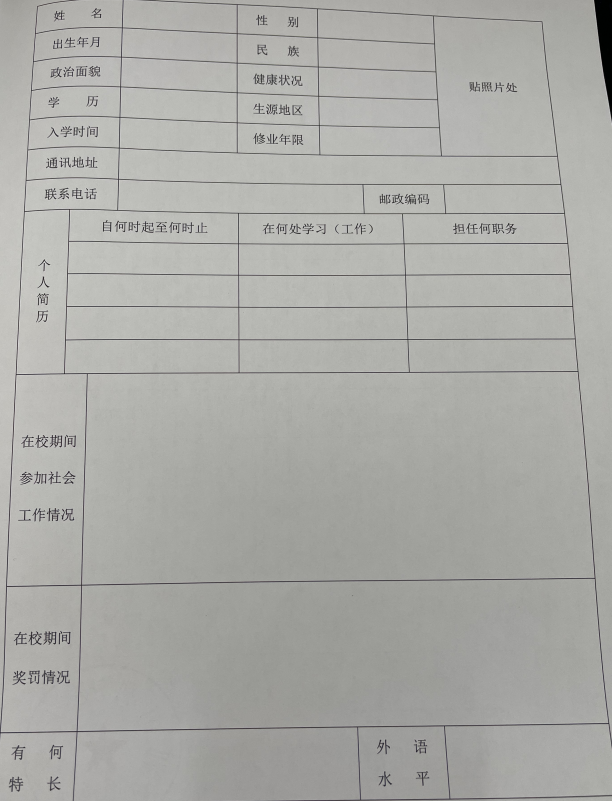 姓 名 性 别
出生年月 民 族
政治面貌 健康状况 贴照片处
学 历 生源地区
入学时间 修业年限
通讯地址
联系电话 邮政编码
自何时起至何时止 在何处学习（工作） 担任何职务
个
人
简
历
在校期间
参加社会
工作情况
在校期间
奖罚情况
有 何 外 语
特 长 水 平